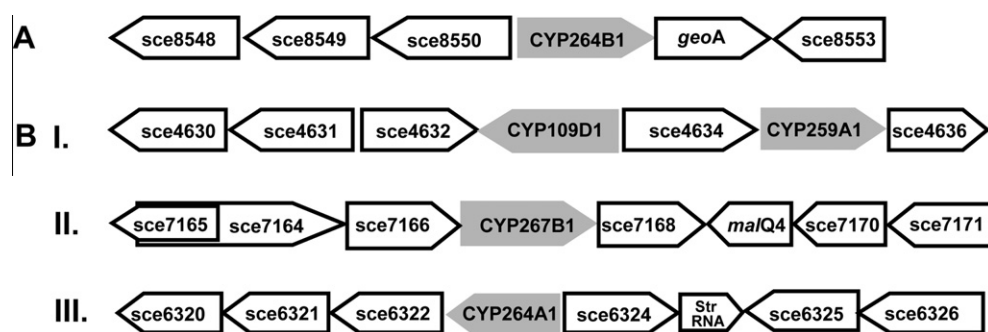 A sce8548 sce8549 sce8550 CYP264B1 geoA sce8553
B I. sce4630 sce4631 sce4632 CYP109D1 sce4634 CYP259A1 sce4636
II. sce7165 sce7164 sce7166 CYP267B1 sce7168 malQ4 sce7170 sce7171
III. sce6320 sce6321 sce6322 CYP264A1 sce6324 Str RNA sce6325 sce6326